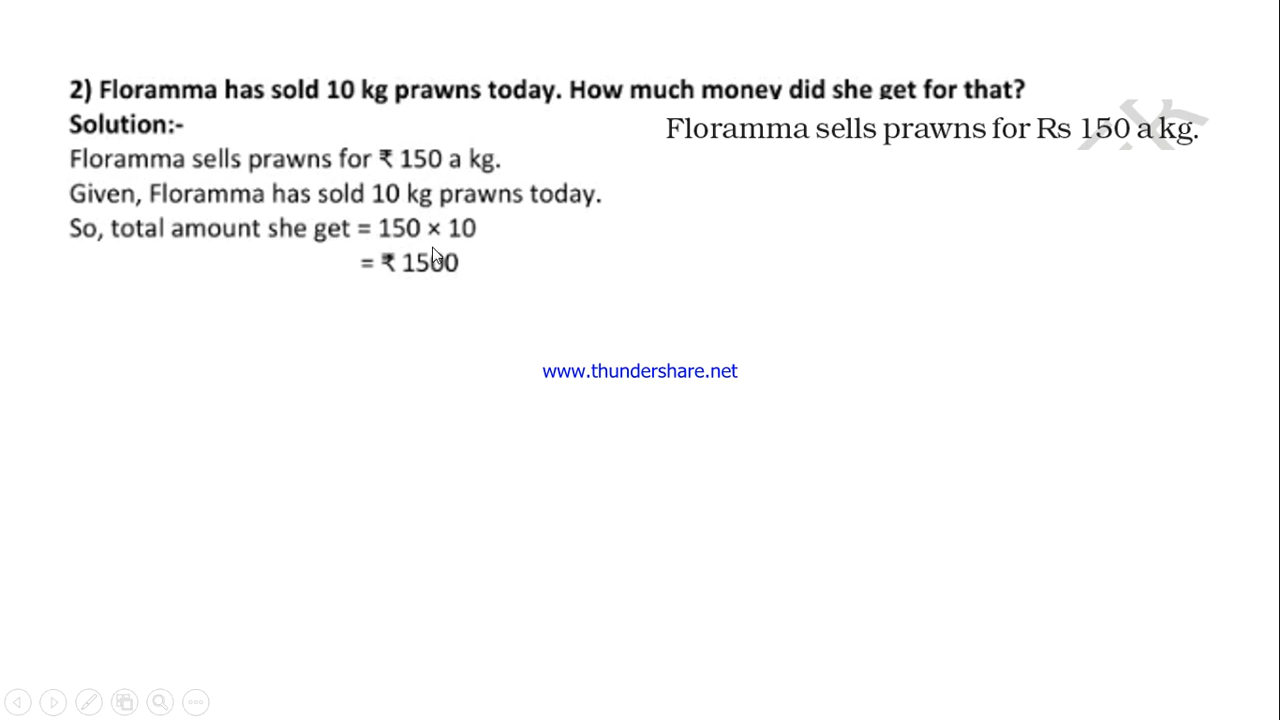 2) Floramma has sold 10 kg prawns today. How much money did she get for that?
Solution:-
Floramma sells prawns for Rs 150 a kg.
Floramma sells prawns for ₹ 150 a kg.
Given, Floramma has sold 10 kg prawns today.
So, total amount she get = 150 × 10
= ₹ 1500
www.thundershare.net